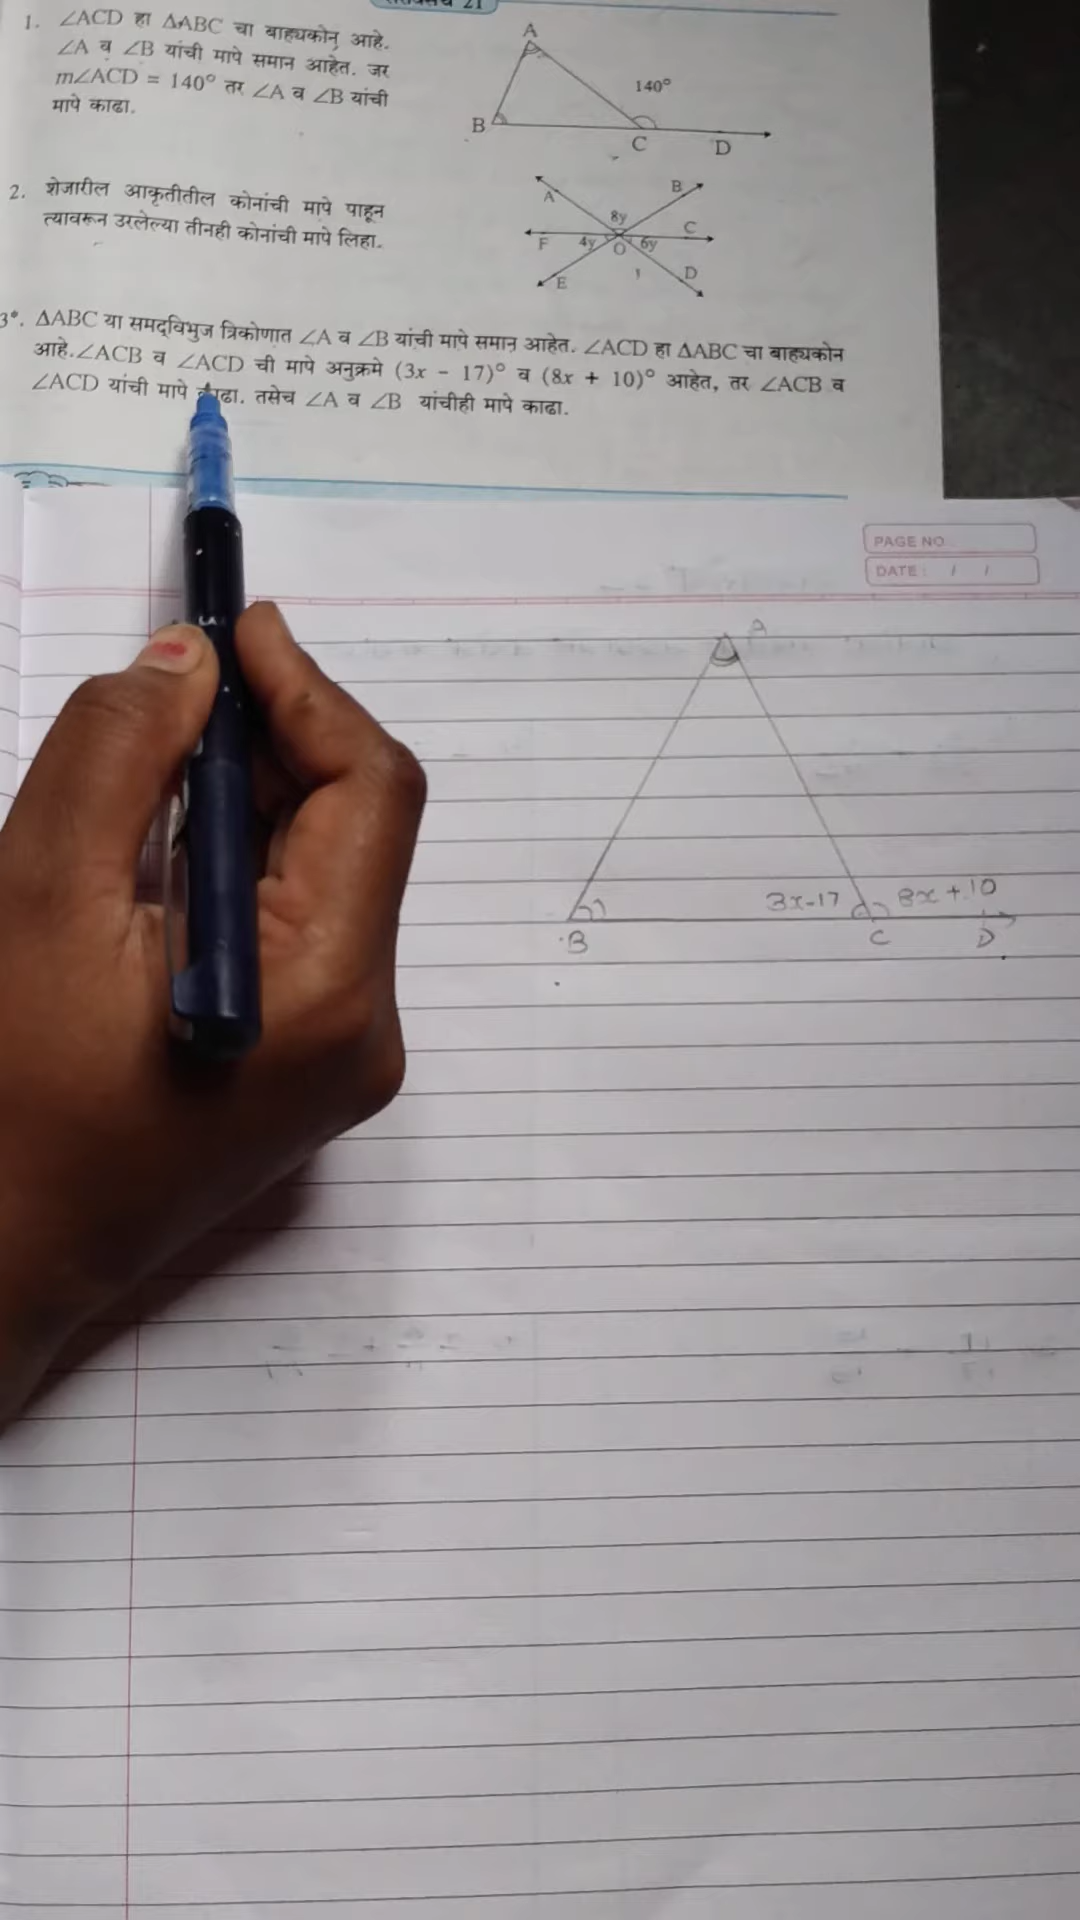 1. ∠ACD हा ΔABC चा बाह्यकोन आहे.
∠A व ∠B यांची मापे समान आहेत. जर
m∠ACD = 140° तर ∠A व ∠B यांची
मापे काढा.
A
140°
B
C
D
2. शेजारील आकृतीतील कोनांची मापे पाहून
त्यावरून उरलेल्या तीनही कोनांची मापे लिहा.
A
B
8y
C
F
4y
O
6y
E
D
3*. ΔABC या समद्‌विभुज त्रिकोणात ∠A व ∠B यांची मापे समान आहेत. ∠ACD हा ΔABC चा बाह्यकोन
आहे. ∠ACB व ∠ACD ची मापे अनुक्रमे (3x - 17)° व (8x + 10)° आहेत, तर ∠ACB व
∠ACD यांची मापे काढा. तसेच ∠A व ∠B यांचीही मापे काढा.
PAGE NO.
DATE : / /
A
3x-17
8x+10
B
C
D